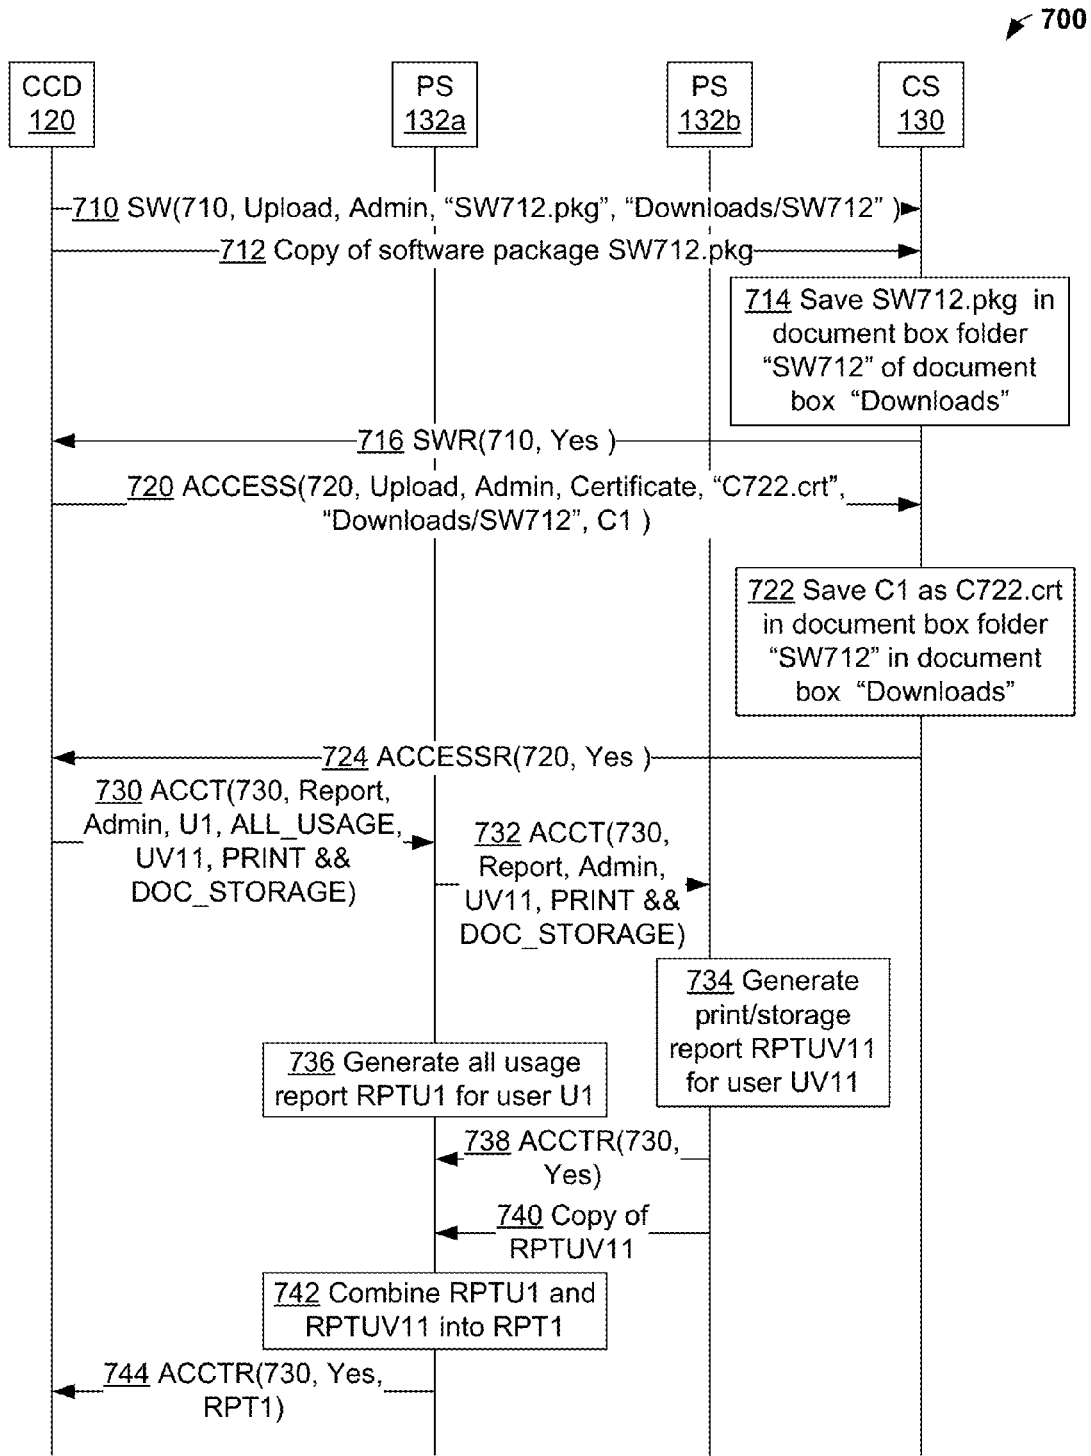 700
CCD
120
PS
132a
PS
132b
CS
130
710 SW(710, Upload, Admin, “SW712.pkg”, “Downloads/SW712” )
712 Copy of software package SW712.pkg
714 Save SW712.pkg in
document box folder
“SW712” of document
box “Downloads”
716 SWR(710, Yes )
720 ACCESS(720, Upload, Admin, Certificate, “C722.crt”,
“Downloads/SW712”, C1 )
722 Save C1 as C722.crt
in document box folder
“SW712” in document
box “Downloads”
724 ACCESSR(720, Yes )
730 ACCT(730, Report,
Admin, U1, ALL_USAGE,
UV11, PRINT &&
DOC_STORAGE)
732 ACCT(730,
Report, Admin,
UV11, PRINT &&
DOC_STORAGE)
734 Generate
print/storage
report RPTUV11
for user UV11
736 Generate all usage
report RPTU1 for user U1
738 ACCTR(730,
Yes)
740 Copy of
RPTUV11
742 Combine RPTU1 and
RPTUV11 into RPT1
744 ACCTR(730, Yes,
RPT1)